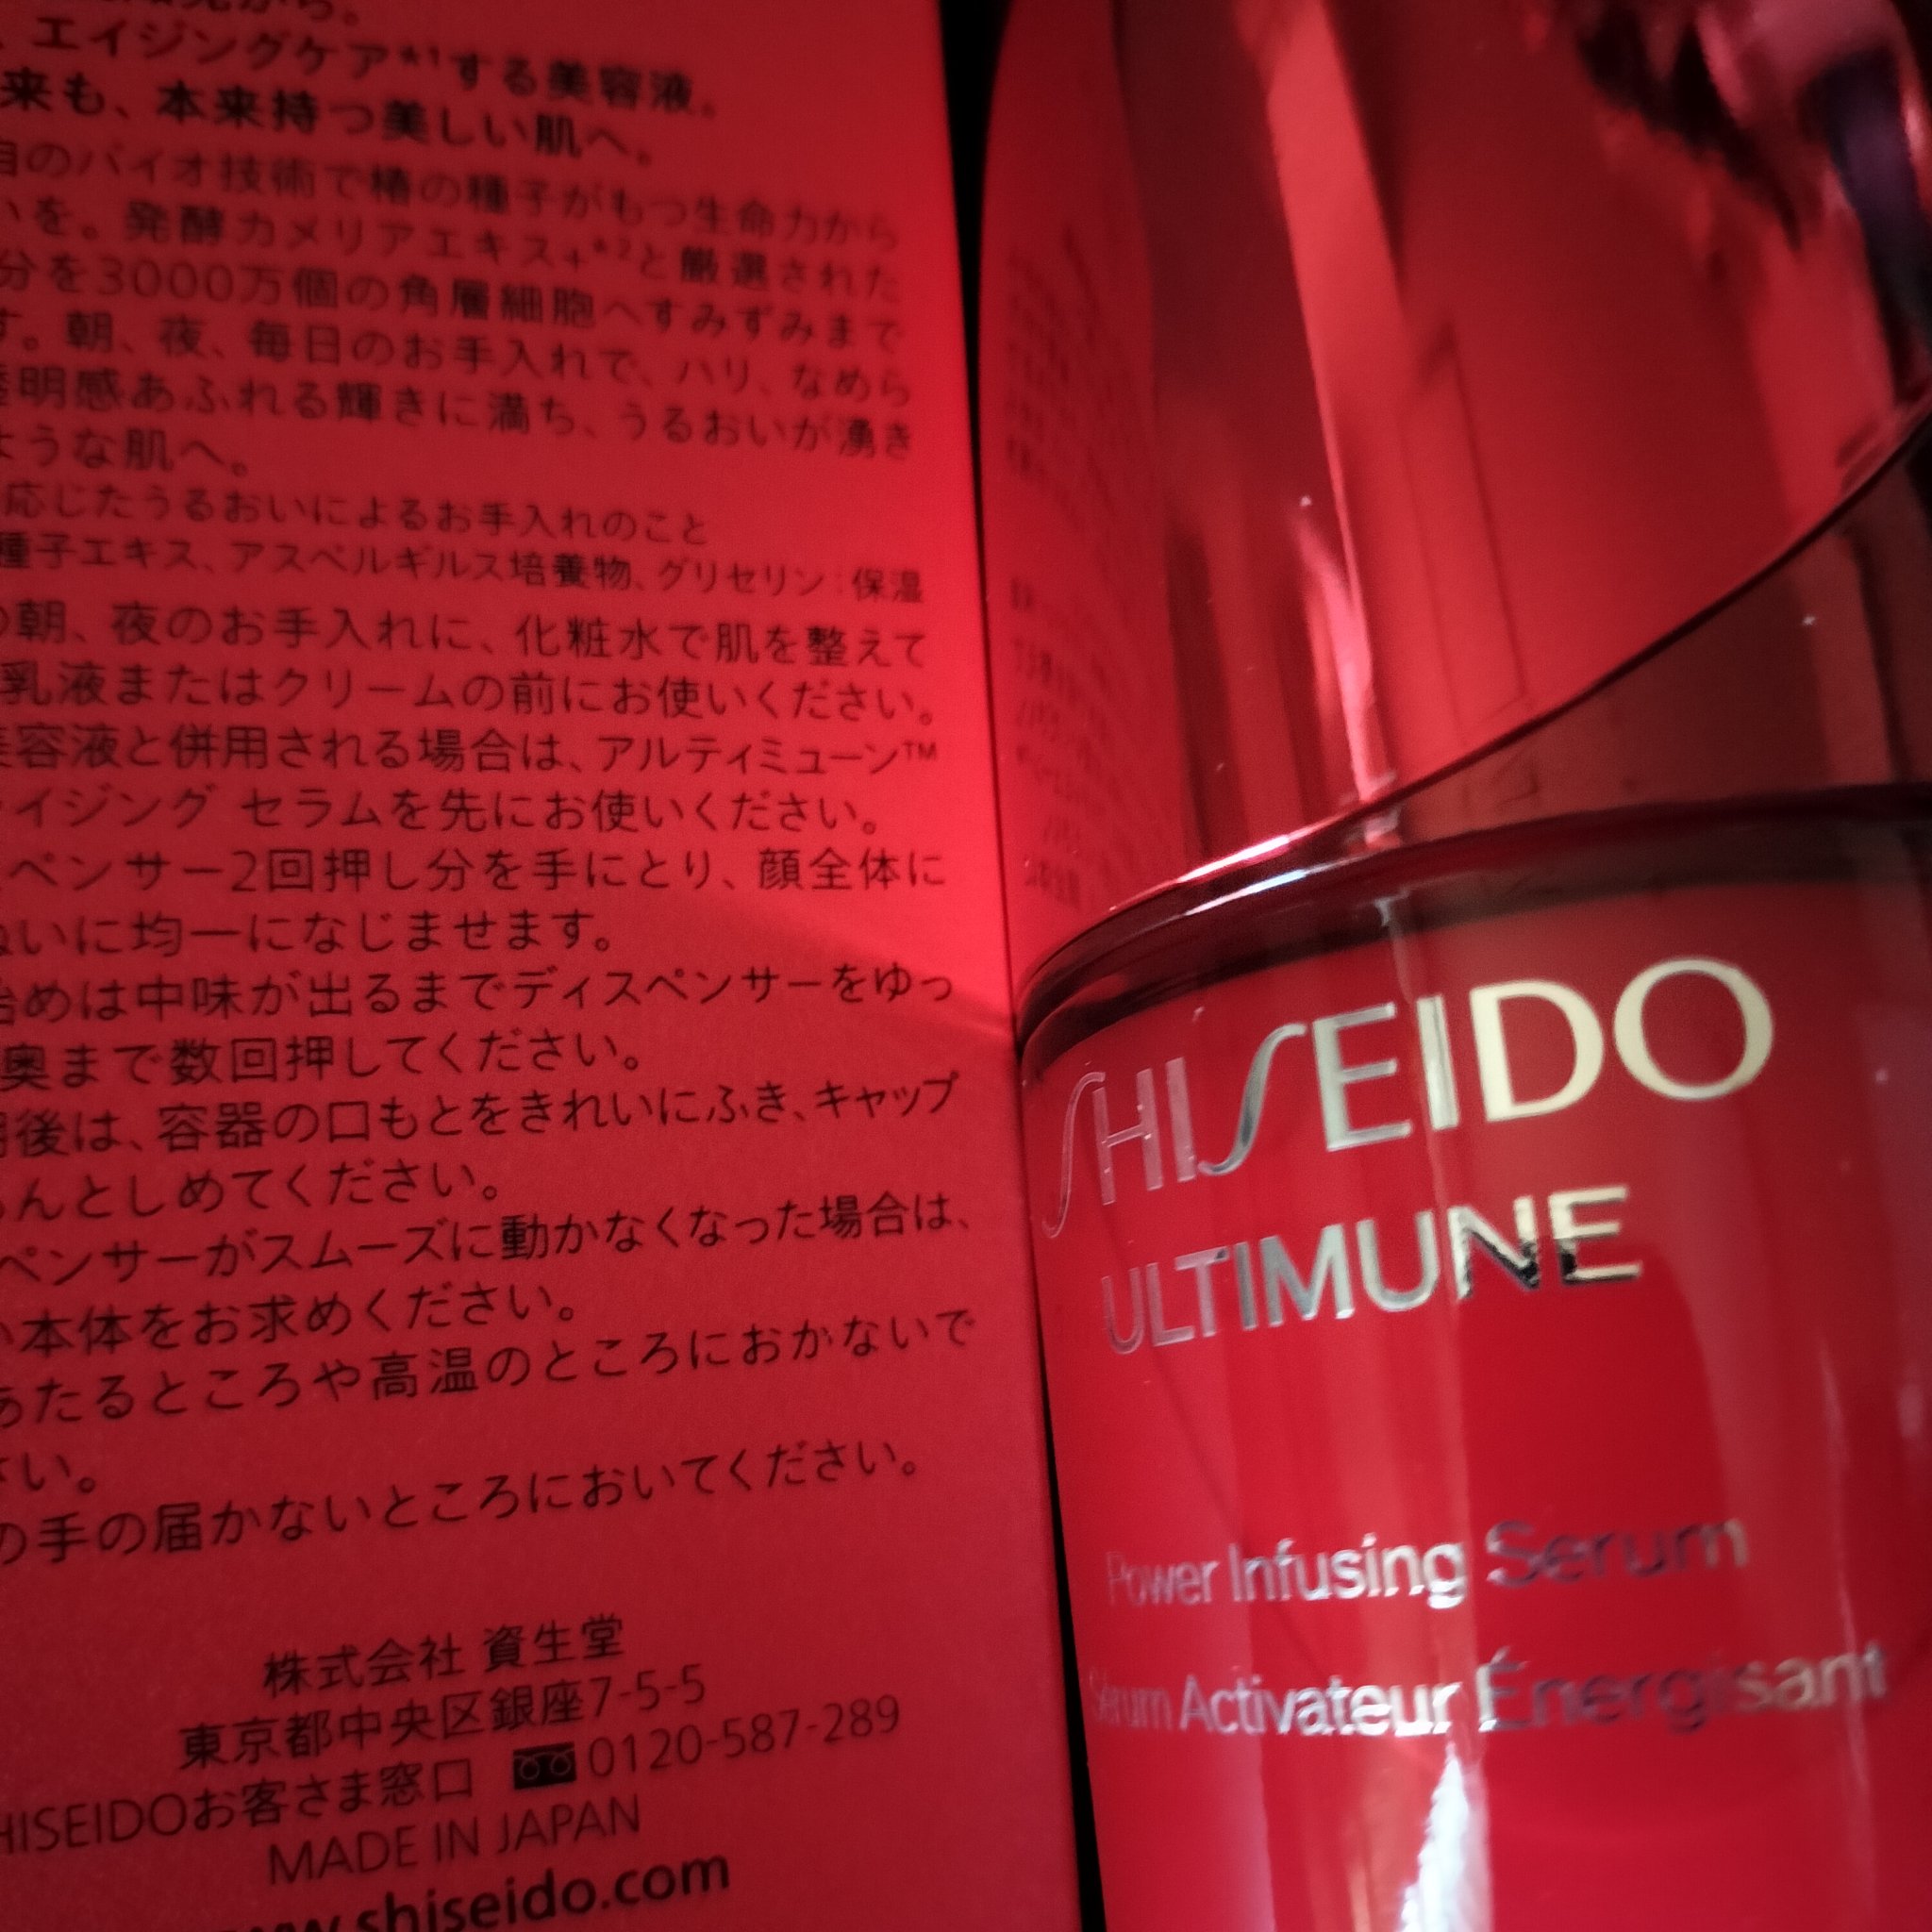 から。
、エイジングケア*1する美容液。
来も、本来持つ美しい肌へ。
自のバイオ技術で椿の種子がもつ生命力から
いを。発酵カメリアエキス+*2と厳選された
分を3000万個の角層細胞へすみずみまで
す。朝、夜、毎日のお手入れで、ハリ、なめら
透明感あふれる輝きに満ち、うるおいが湧き
ような肌へ。
応じたうるおいによるお手入れのこと
種子エキス、アスペルギルス培養物、グリセリン:保湿
の朝、夜のお手入れに、化粧水で肌を整えて
乳液またはクリームの前にお使いください。
美容液と併用される場合は、アルティミューン™
イジング セラムを先にお使いください。
ペンサー2回押し分を手にとり、顔全体に
ねいに均一になじませます。
始めは中味が出るまでディスペンサーをゆっ
奥まで数回押してください。
用後は、容器の口もとをきれいにふき、キャップ
んとしめてください。
ペンサーがスムーズに動かなくなった場合は、
い本体をお求めください。
あたるところや高温のところにおかないで
さい。
の手の届かないところにおいてください。
株式会社 資生堂
東京都中央区銀座7-5-5
HISEIDOお客さま窓口 0120-587-289
MADE IN JAPAN
www.shiseido.com
SHISEIDO
ULTIMUNE
Power Infusing Serum
Sérum Activateur Énergisant